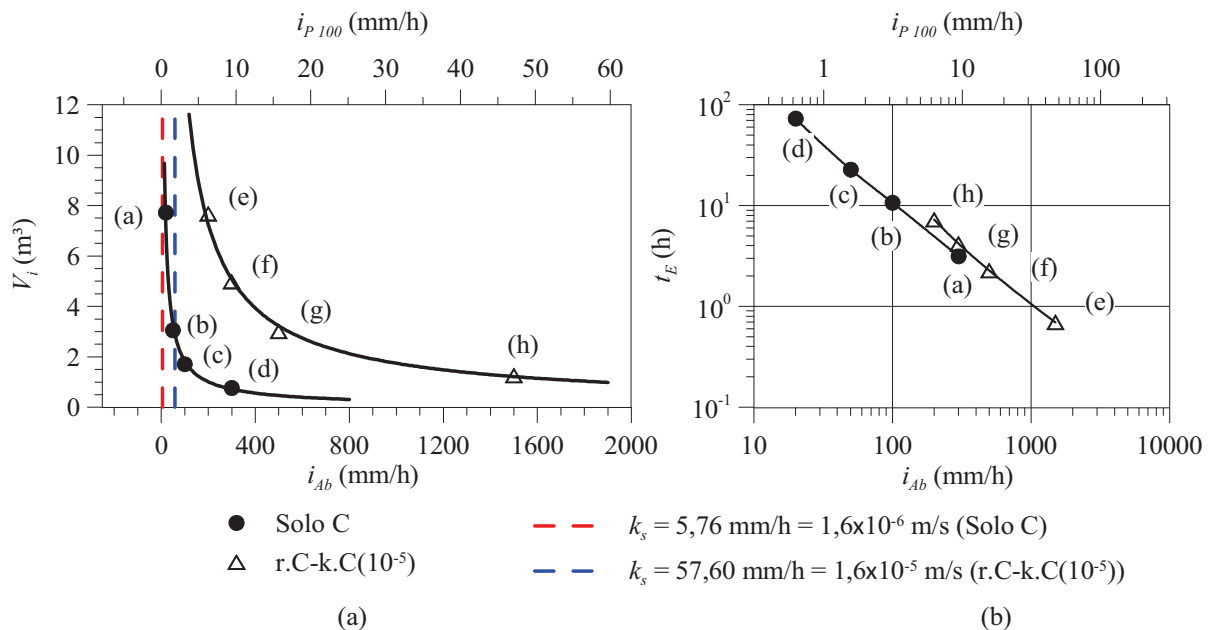 i_P 100 (mm/h)
0 10 20 30 40 50 60
12
10
8
6
4
2
0
V_i (m³)
(a)
(b)
(c)
(d)
(e)
(f)
(g)
(h)
0 400 800 1200 1600 2000
i_Ab (mm/h)
i_P 100 (mm/h)
1 10 100
10²
10¹
10⁰
10⁻¹
t_E (h)
(d)
(c)
(b)
(a)
(h)
(g)
(f)
(e)
10 100 1000 10000
i_Ab (mm/h)
Solo C
r.C-k.C(10⁻⁵)
k_s = 5,76 mm/h = 1,6x10⁻⁶ m/s (Solo C)
k_s = 57,60 mm/h = 1,6x10⁻⁵ m/s (r.C-k.C(10⁻⁵))
(a)
(b)